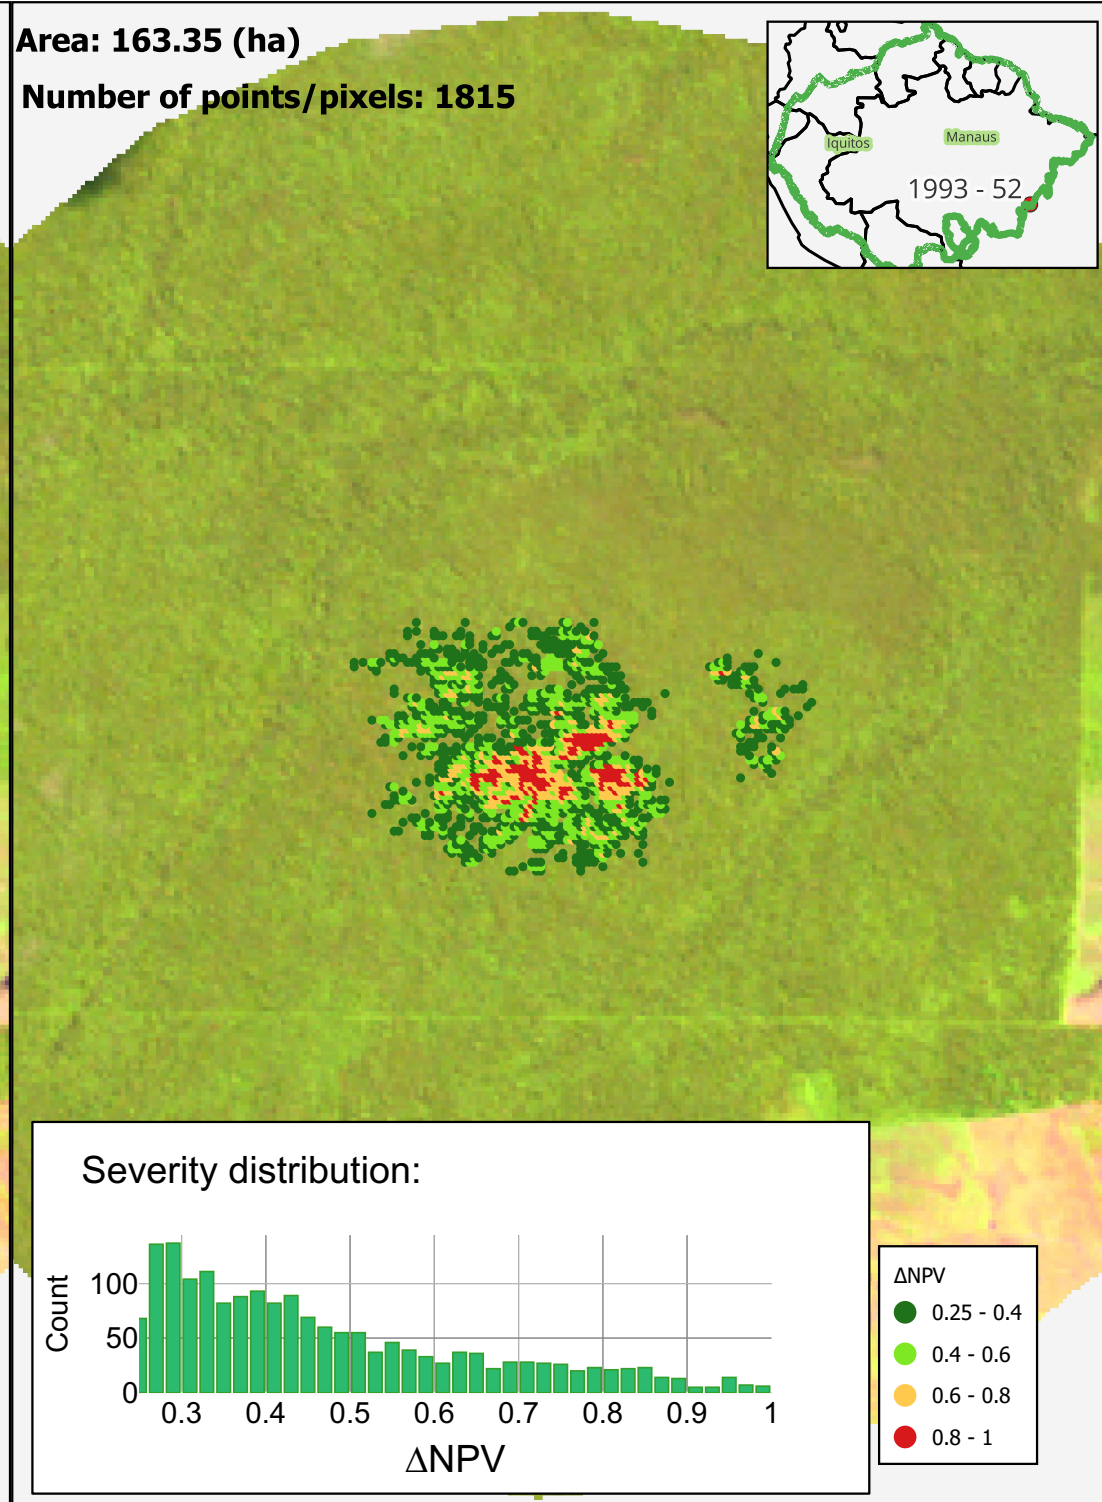 Area: 163.35 (ha)
Number of points/pixels: 1815
Iquitos
Manaus
1993 - 52
Severity distribution:
Count
100
50
0
0.3 0.4 0.5 0.6 0.7 0.8 0.9 1
ΔNPV
ΔNPV
0.25 - 0.4
0.4 - 0.6
0.6 - 0.8
0.8 - 1